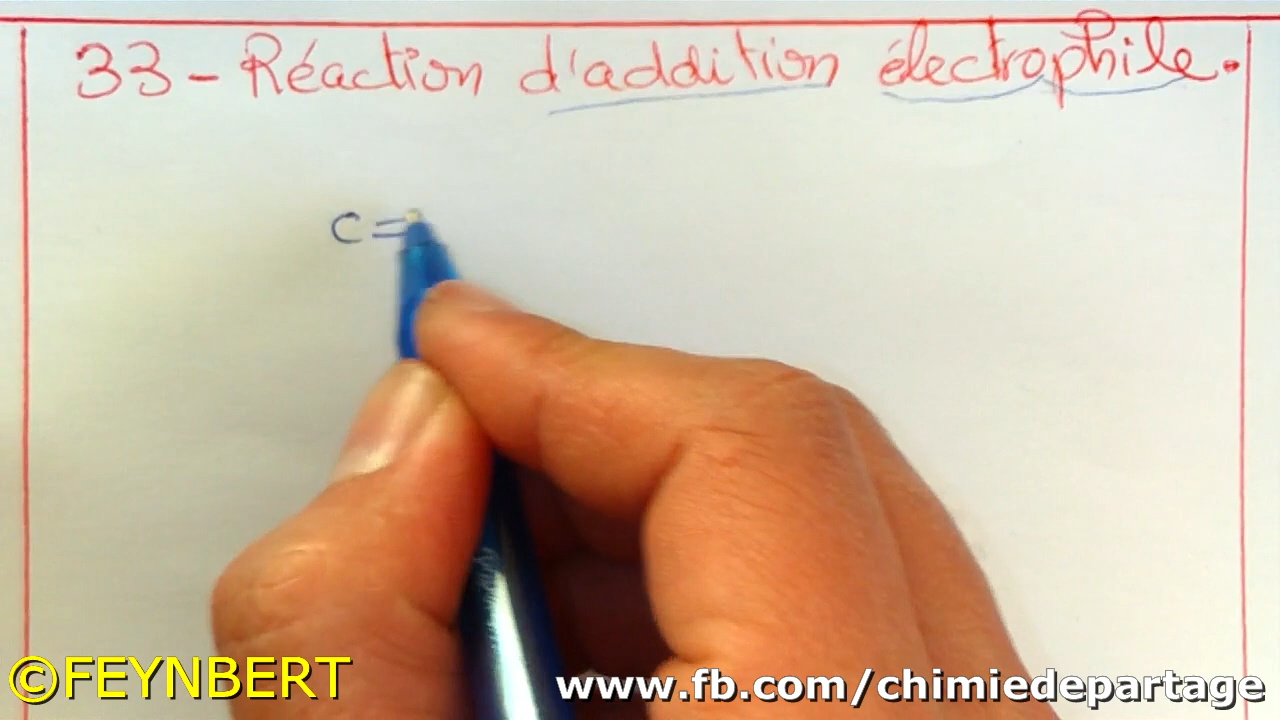 33 - Réaction d'addition électrophile.
C =
©FEYNBERT
www.fb.com/chimiedepartage